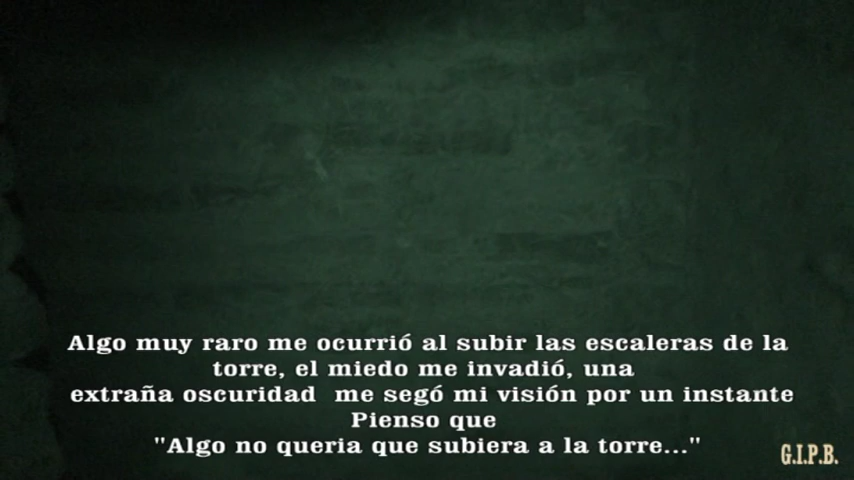 Algo muy raro me ocurrió al subir las escaleras de la
torre, el miedo me invadió, una
extraña oscuridad  me segó mi visión por un instante
Pienso que
"Algo no queria que subiera a la torre..."
G.I.P.B.